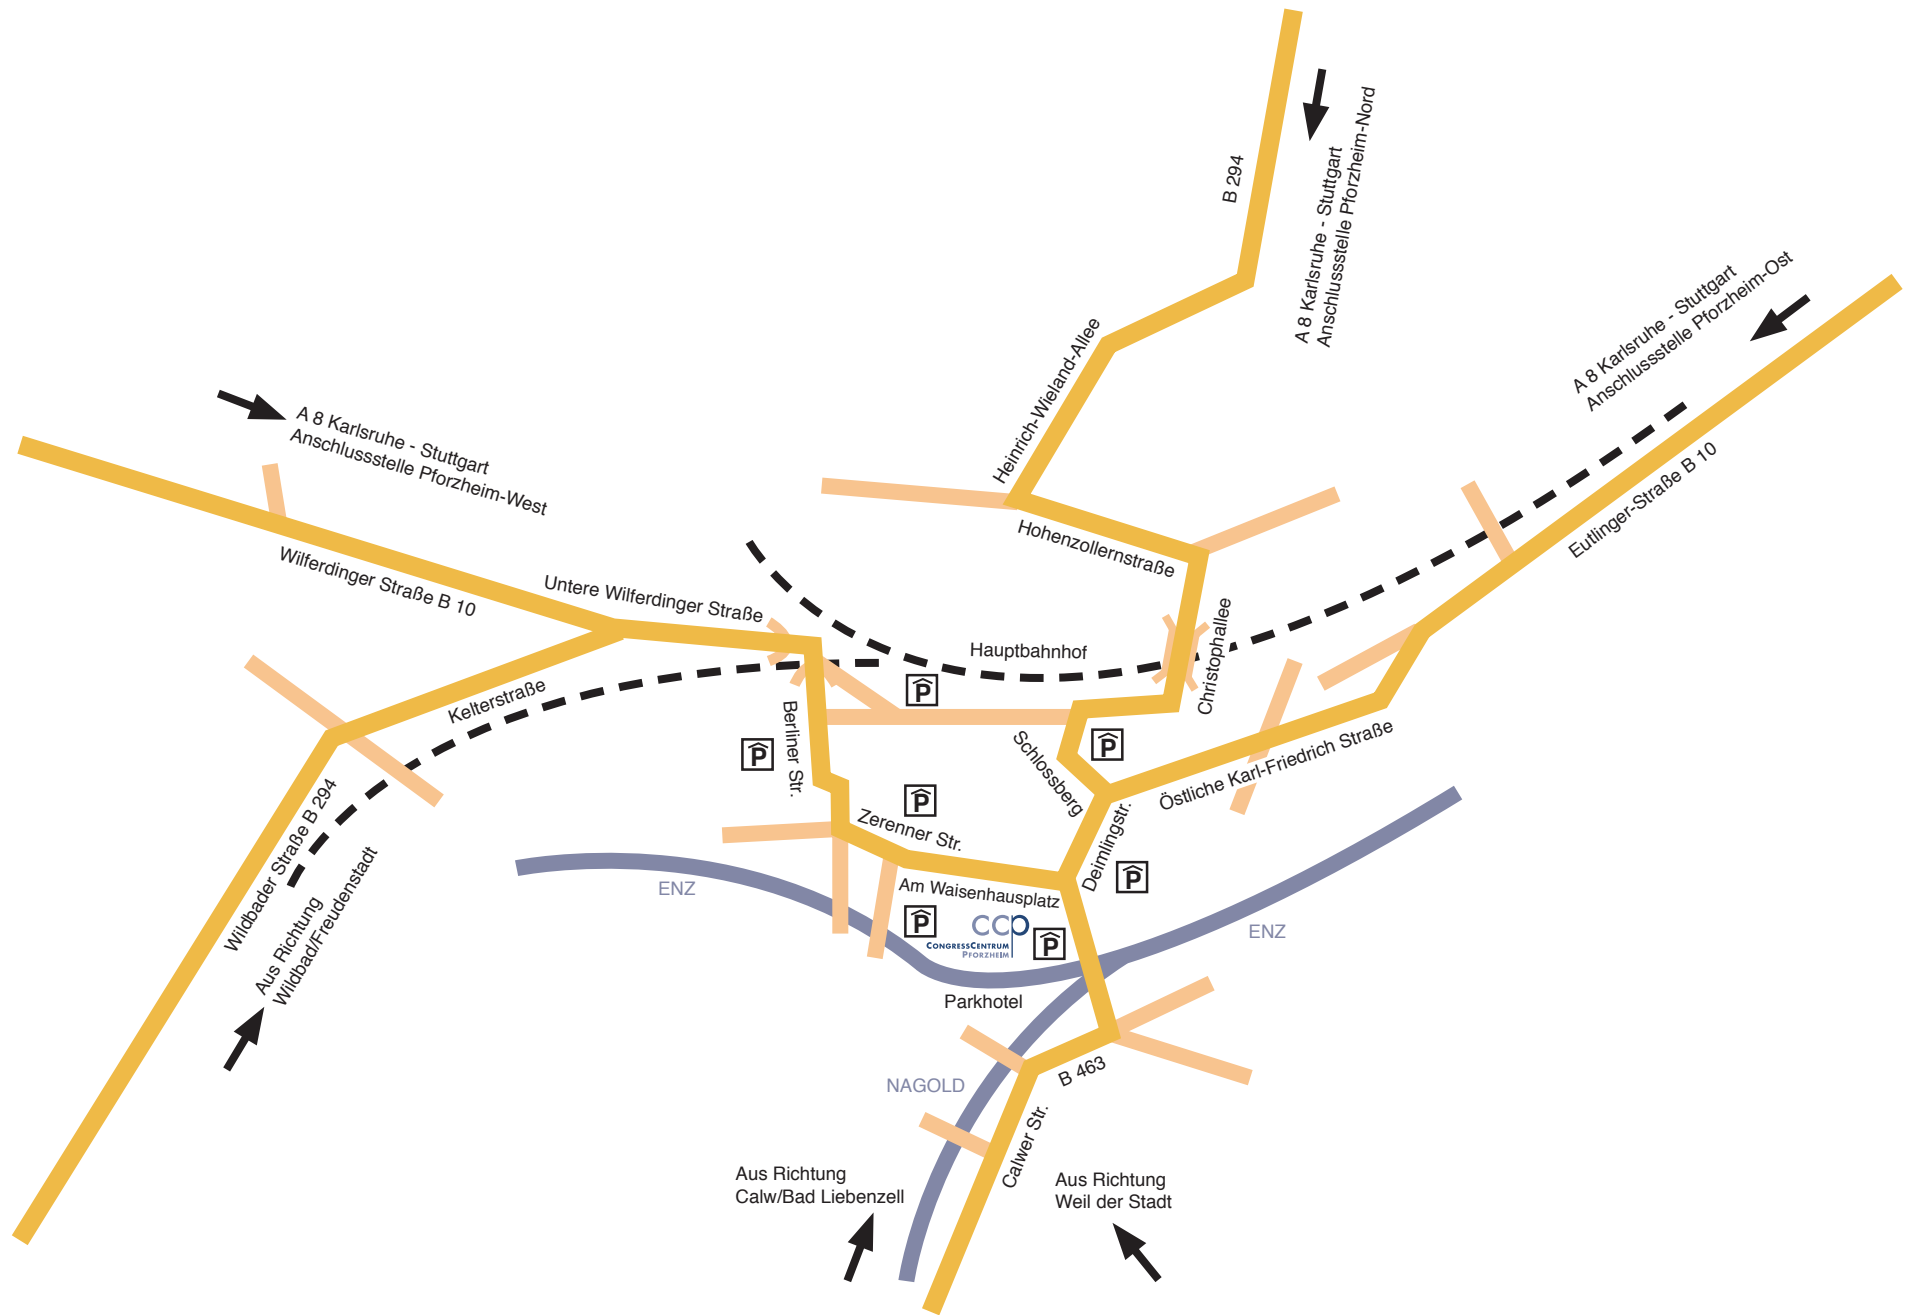 B 294
A 8 Karlsruhe - Stuttgart
Anschlussstelle Pforzheim-Nord
A 8 Karlsruhe - Stuttgart
Anschlussstelle Pforzheim-Ost
Heinrich-Wieland-Allee
A 8 Karlsruhe - Stuttgart
Anschlussstelle Pforzheim-West
Eutlinger-Straße B 10
Hohenzollernstraße
Wilferdinger Straße B 10
Untere Wilferdinger Straße
Hauptbahnhof
Christophallee
Kelterstraße
P
Berliner Str.
P
Schlossberg
P
Östliche Karl-Friedrich Straße
Wildbader Straße B 294
P
Zerenner Str.
Deimlingstr.
P
ENZ
Am Waisenhausplatz
P
CCP
CONGRESSCENTRUM
PFORZHEIM
P
ENZ
Aus Richtung
Wildbad/Freudenstadt
Parkhotel
NAGOLD
B 463
Calwer Str.
Aus Richtung
Calw/Bad Liebenzell
Aus Richtung
Weil der Stadt